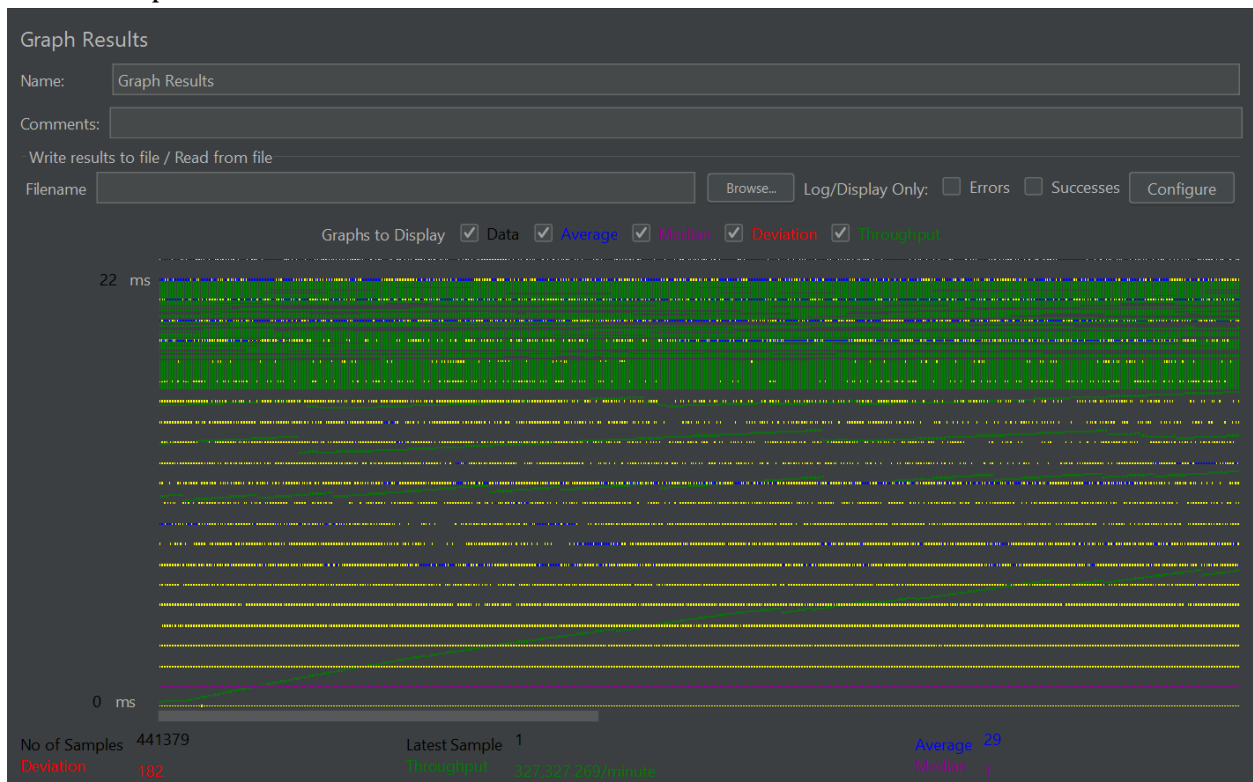 Graph Results
Name: Graph Results
Comments:
Write results to file / Read from file
Filename Browse... Log/Display Only: Errors Successes Configure
Graphs to Display Data Average Median Deviation Throughput
22 ms
0 ms
No of Samples 441379 Latest Sample 1 Average 29
Deviation 182 Throughput 327,327.269/minute Median 1